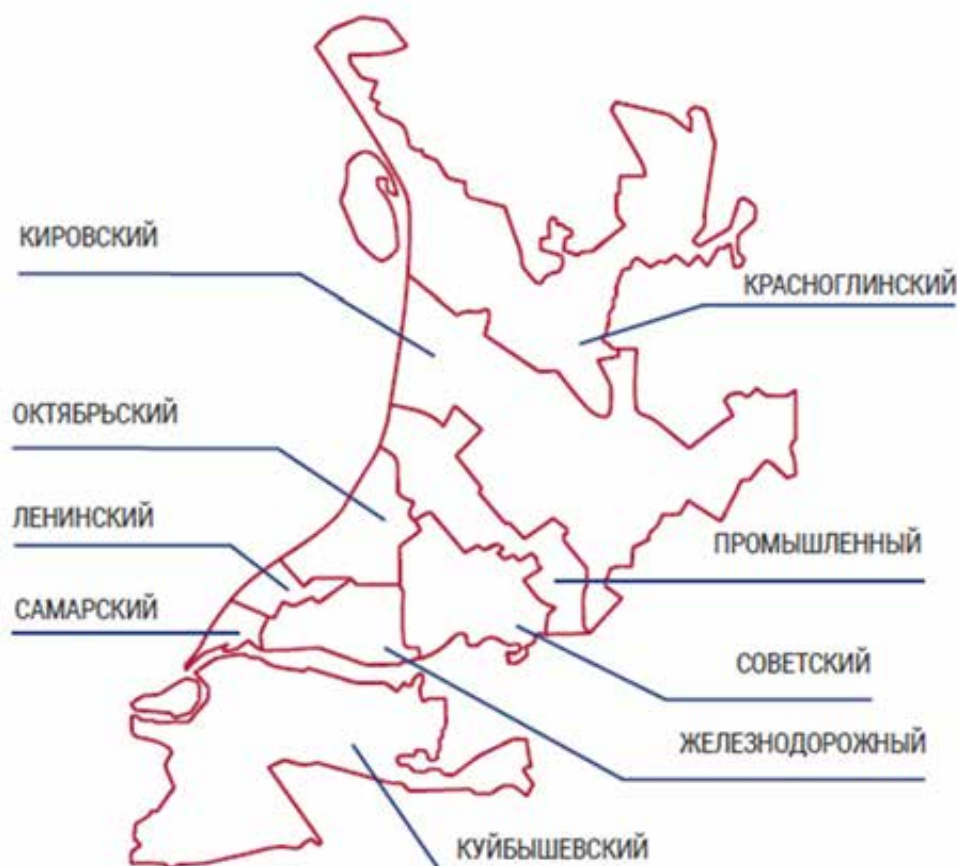 КИРОВСКИЙ
КРАСНОГЛИНСКИЙ
ОКТЯБРЬСКИЙ
ЛЕНИНСКИЙ
ПРОМЫШЛЕННЫЙ
САМАРСКИЙ
СОВЕТСКИЙ
ЖЕЛЕЗНОДОРОЖНЫЙ
КУЙБЫШЕВСКИЙ